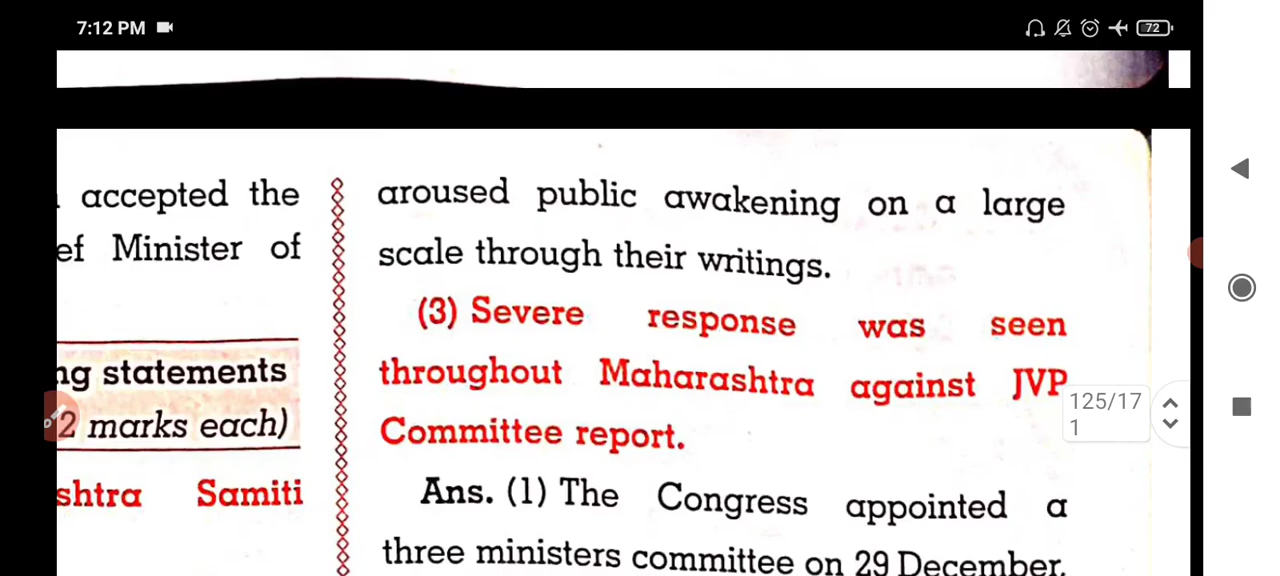 7:12 PM
72
accepted the
ef Minister of
ng statements
2 marks each)
shtra Samiti
aroused public awakening on a large
scale through their writings.
(3) Severe response was seen
throughout Maharashtra against JVP
Committee report.
Ans. (1) The Congress appointed a
three ministers committee on 29 December,
125/17
1